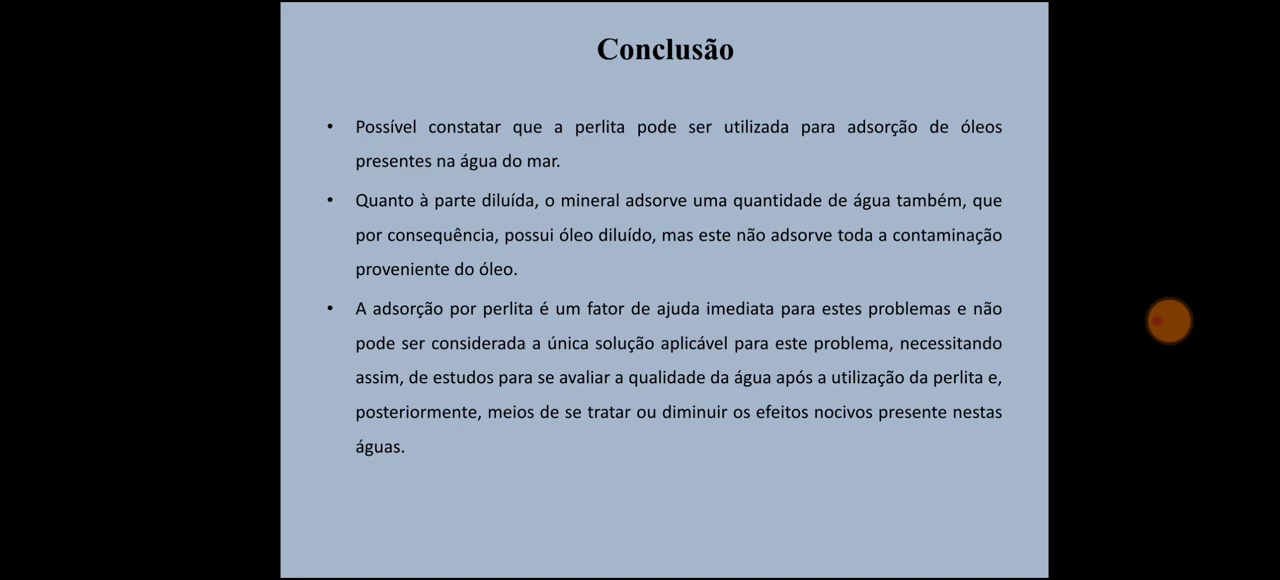 Conclusão
• Possível constatar que a perlita pode ser utilizada para adsorção de óleos
presentes na água do mar.
• Quanto à parte diluída, o mineral adsorve uma quantidade de água também, que
por consequência, possui óleo diluído, mas este não adsorve toda a contaminação
proveniente do óleo.
• A adsorção por perlita é um fator de ajuda imediata para estes problemas e não
pode ser considerada a única solução aplicável para este problema, necessitando
assim, de estudos para se avaliar a qualidade da água após a utilização da perlita e,
posteriormente, meios de se tratar ou diminuir os efeitos nocivos presente nestas
águas.